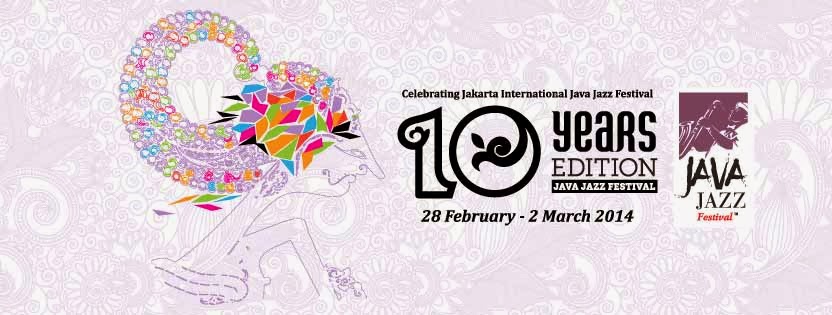 Celebrating Jakarta International Java Jazz Festival
10 YEARS
EDITION
JAVA JAZZ FESTIVAL
28 February - 2 March 2014
JAVA
JAZZ
Festival™